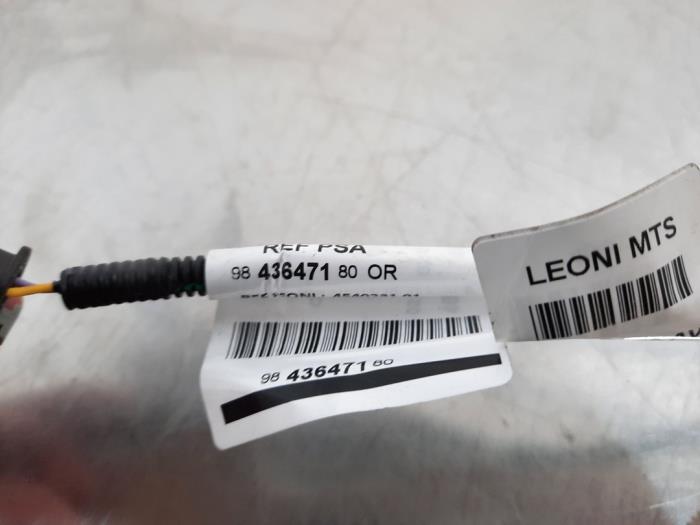 REF PSA
98 436471 80 OR
98 436471 80
LEONI MTS